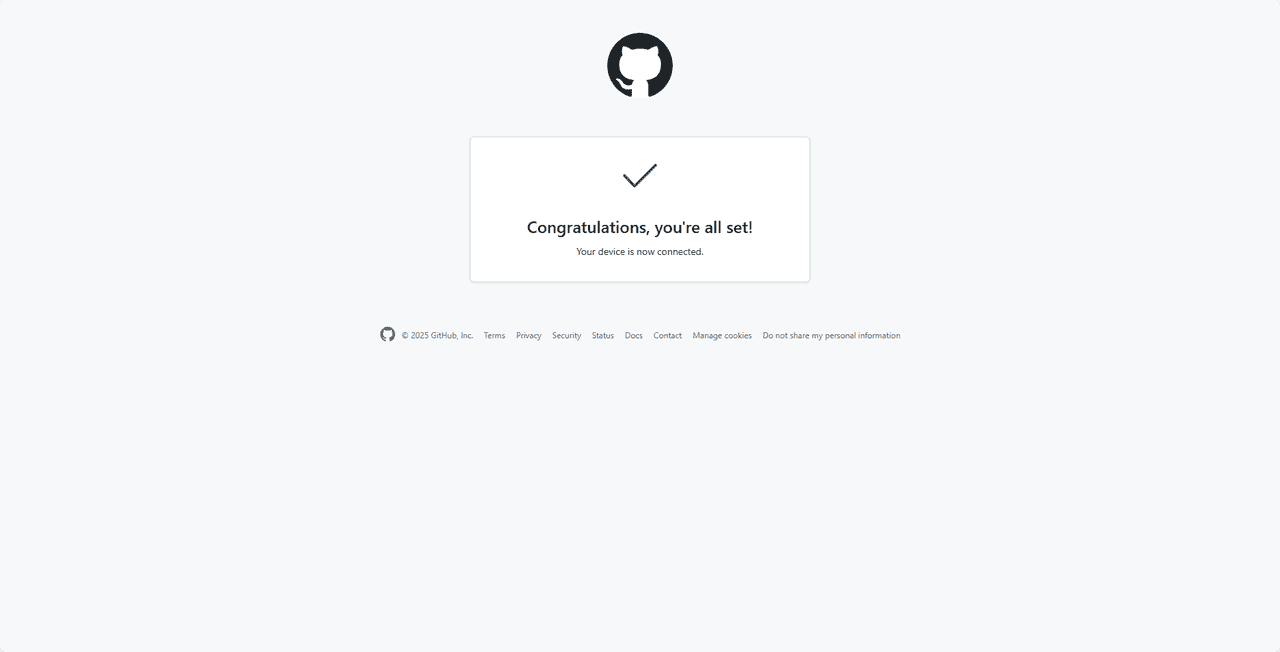 Congratulations, you're all set!
Your device is now connected.
© 2025 GitHub, Inc. Terms Privacy Security Status Docs Contact Manage cookies Do not share my personal information